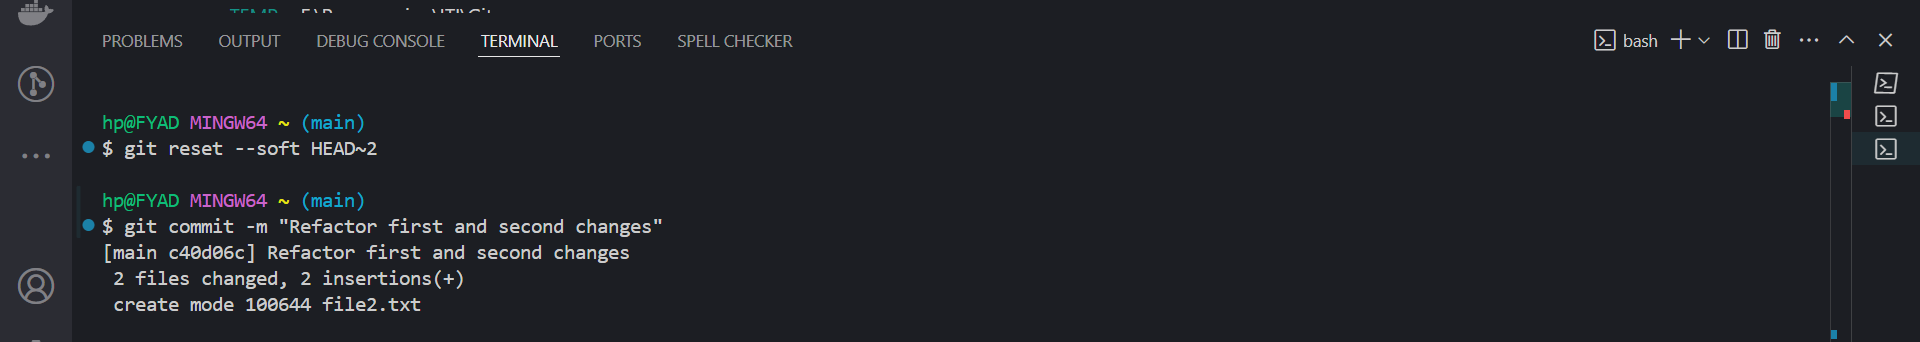 PROBLEMS OUTPUT DEBUG CONSOLE TERMINAL PORTS SPELL CHECKER bash
hp@FYAD MINGW64 ~ (main)
$ git reset --soft HEAD~2
hp@FYAD MINGW64 ~ (main)
$ git commit -m "Refactor first and second changes"
[main c40d06c] Refactor first and second changes
2 files changed, 2 insertions(+)
create mode 100644 file2.txt